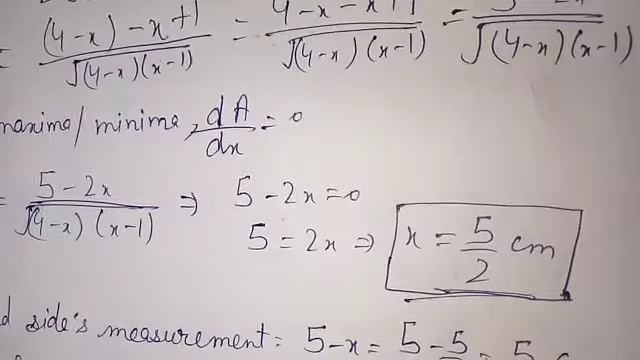 = (4-x) - x+1 / √(4-x)(x-1) = 4-x-x+1 / √(4-x)(x-1) = 5-2x / √(4-x)(x-1)
maxima/minima, dA/dx = 0
= 5-2x / √(4-x)(x-1) ⇒ 5-2x=0
5=2x ⇒ x = 5/2 cm
d side's measurement = 5-x = 5-5